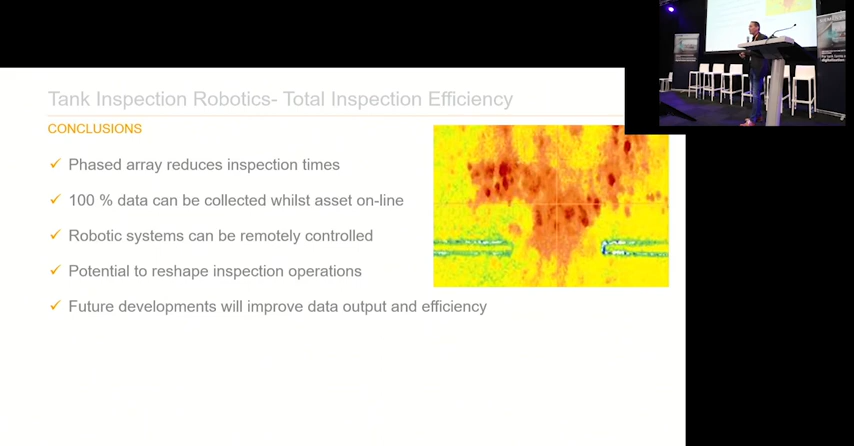 Tank Inspection Robotics- Total Inspection Efficiency
CONCLUSIONS
Phased array reduces inspection times
100 % data can be collected whilst asset on-line
Robotic systems can be remotely controlled
Potential to reshape inspection operations
Future developments will improve data output and efficiency